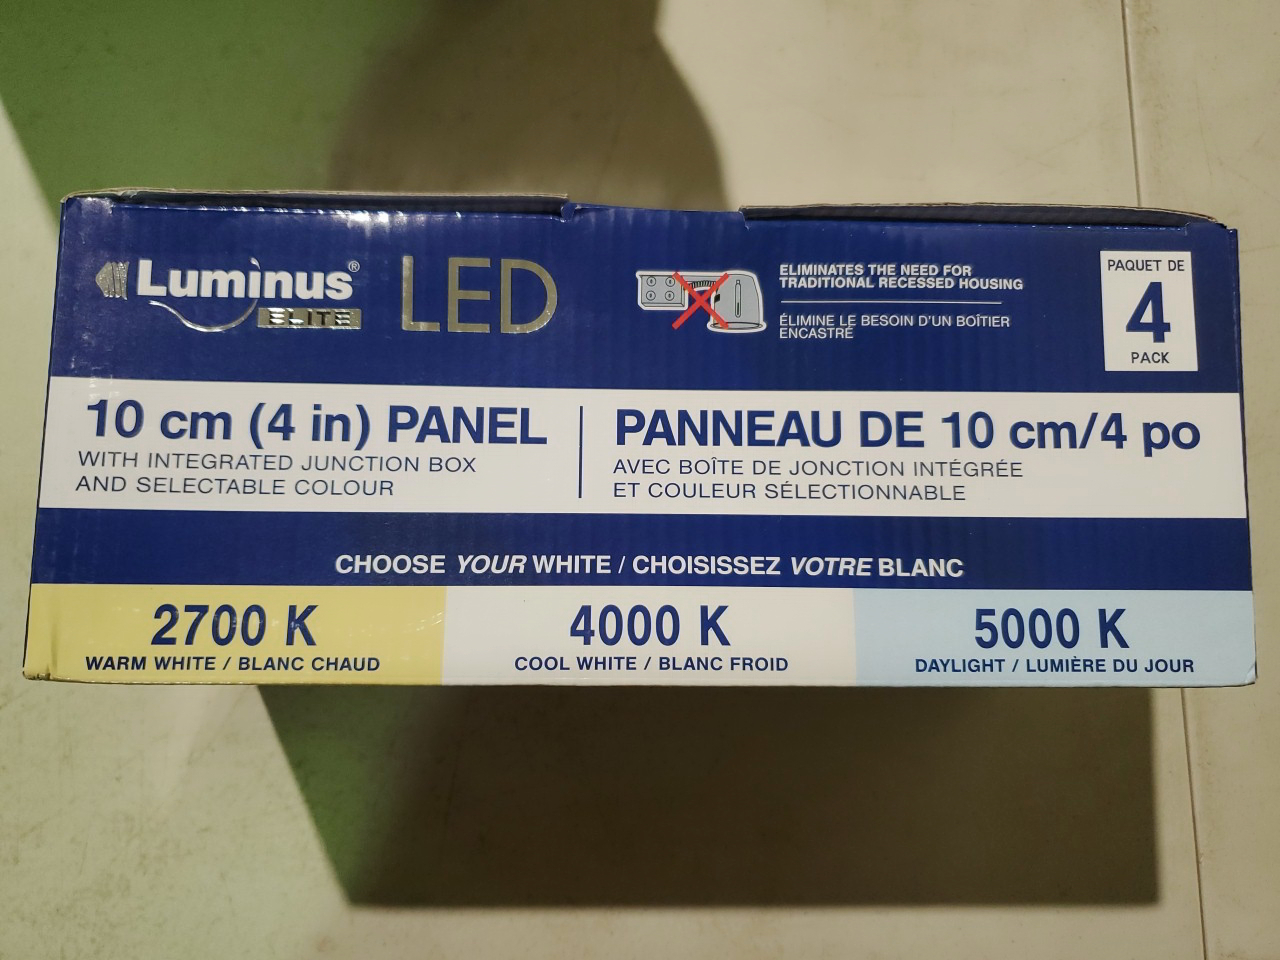 Luminus®
ELITE
LED
ELIMINATES THE NEED FOR
TRADITIONAL RECESSED HOUSING
ÉLIMINE LE BESOIN D'UN BOÎTIER
ENCASTRÉ
PAQUET DE
4
PACK
10 cm (4 in) PANEL
WITH INTEGRATED JUNCTION BOX
AND SELECTABLE COLOUR
PANNEAU DE 10 cm/4 po
AVEC BOÎTE DE JONCTION INTÉGRÉE
ET COULEUR SÉLECTIONNABLE
CHOOSE YOUR WHITE / CHOISISSEZ VOTRE BLANC
2700 K
WARM WHITE / BLANC CHAUD
4000 K
COOL WHITE / BLANC FROID
5000 K
DAYLIGHT / LUMIÈRE DU JOUR